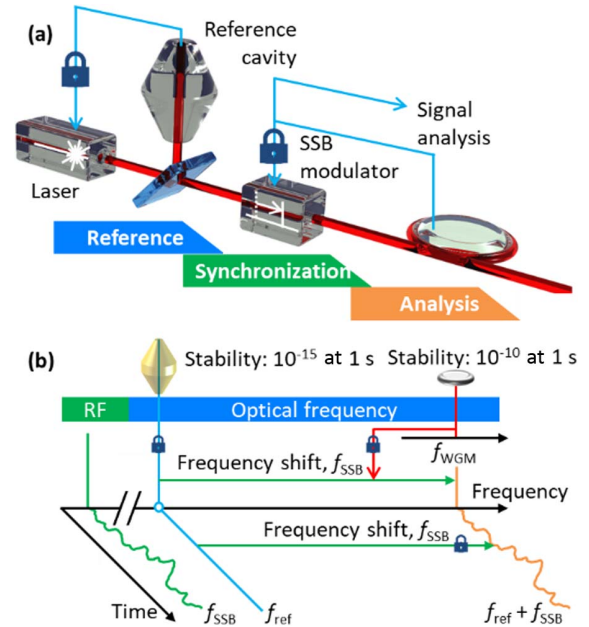 (a)
Reference
cavity
Signal
analysis
SSB
modulator
Laser
Reference
Synchronization
Analysis
(b)
Stability: 10⁻¹⁵ at 1 s
Stability: 10⁻¹⁰ at 1 s
RF
Optical frequency
fWGM
Frequency shift, fSSB
Frequency
Frequency shift, fSSB
Time
fSSB
fref
fref + fSSB